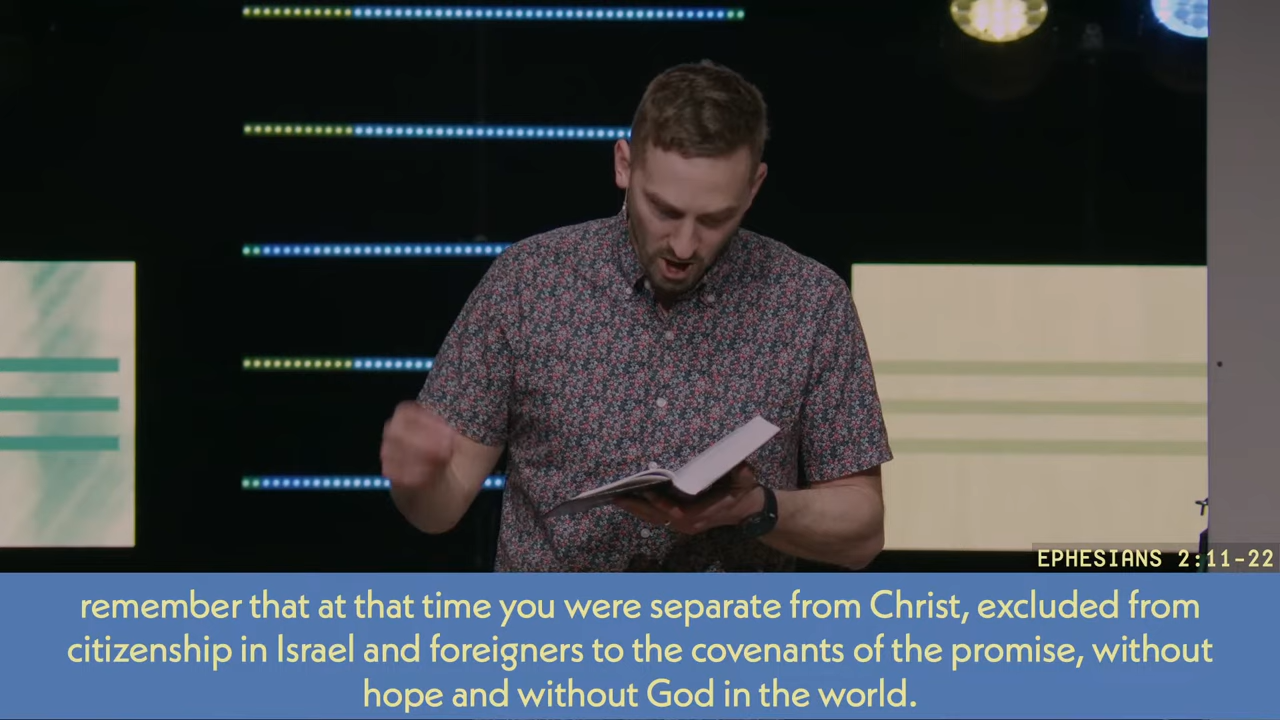 EPHESIANS 2:11-22
remember that at that time you were separate from Christ, excluded from
citizenship in Israel and foreigners to the covenants of the promise, without
hope and without God in the world.